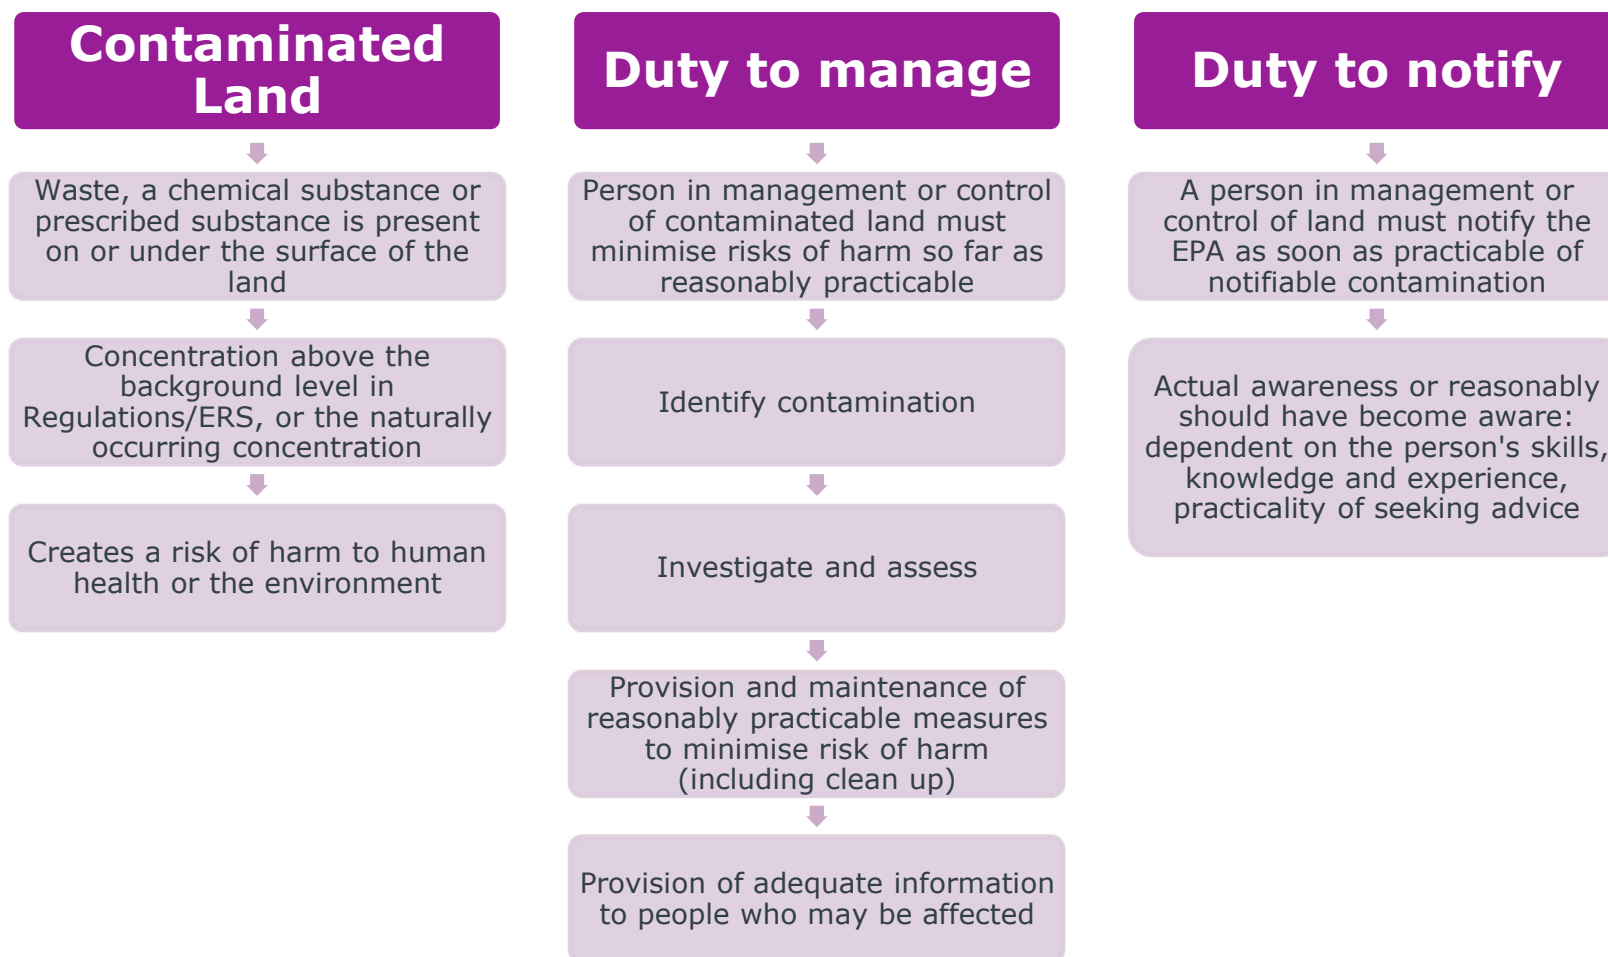 Contaminated
Land
Waste, a chemical substance or
prescribed substance is present
on or under the surface of the
land
Concentration above the
background level in
Regulations/ERS, or the naturally
occurring concentration
Creates a risk of harm to human
health or the environment
Duty to manage
Person in management or control
of contaminated land must
minimise risks of harm so far as
reasonably practicable
Identify contamination
Investigate and assess
Provision and maintenance of
reasonably practicable measures
to minimise risk of harm
(including clean up)
Provision of adequate information
to people who may be affected
Duty to notify
A person in management or
control of land must notify the
EPA as soon as practicable of
notifiable contamination
Actual awareness or reasonably
should have become aware:
dependent on the person's skills,
knowledge and experience,
practicality of seeking advice